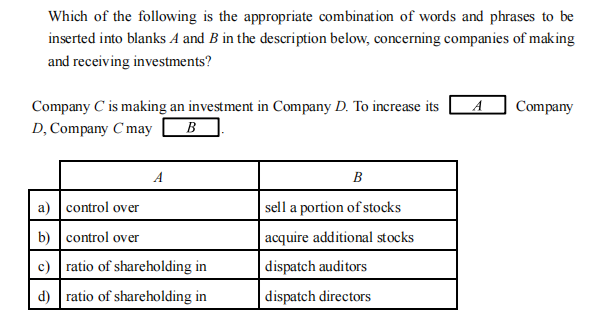 Which of the following is the appropriate combination of words and phrases to be
inserted into blanks A and B in the description below, concerning companies of making
and receiving investments?
Company C is making an investment in Company D. To increase its A Company
D, Company C may B .
A B
a) control over sell a portion of stocks
b) control over acquire additional stocks
c) ratio of shareholding in dispatch auditors
d) ratio of shareholding in dispatch directors